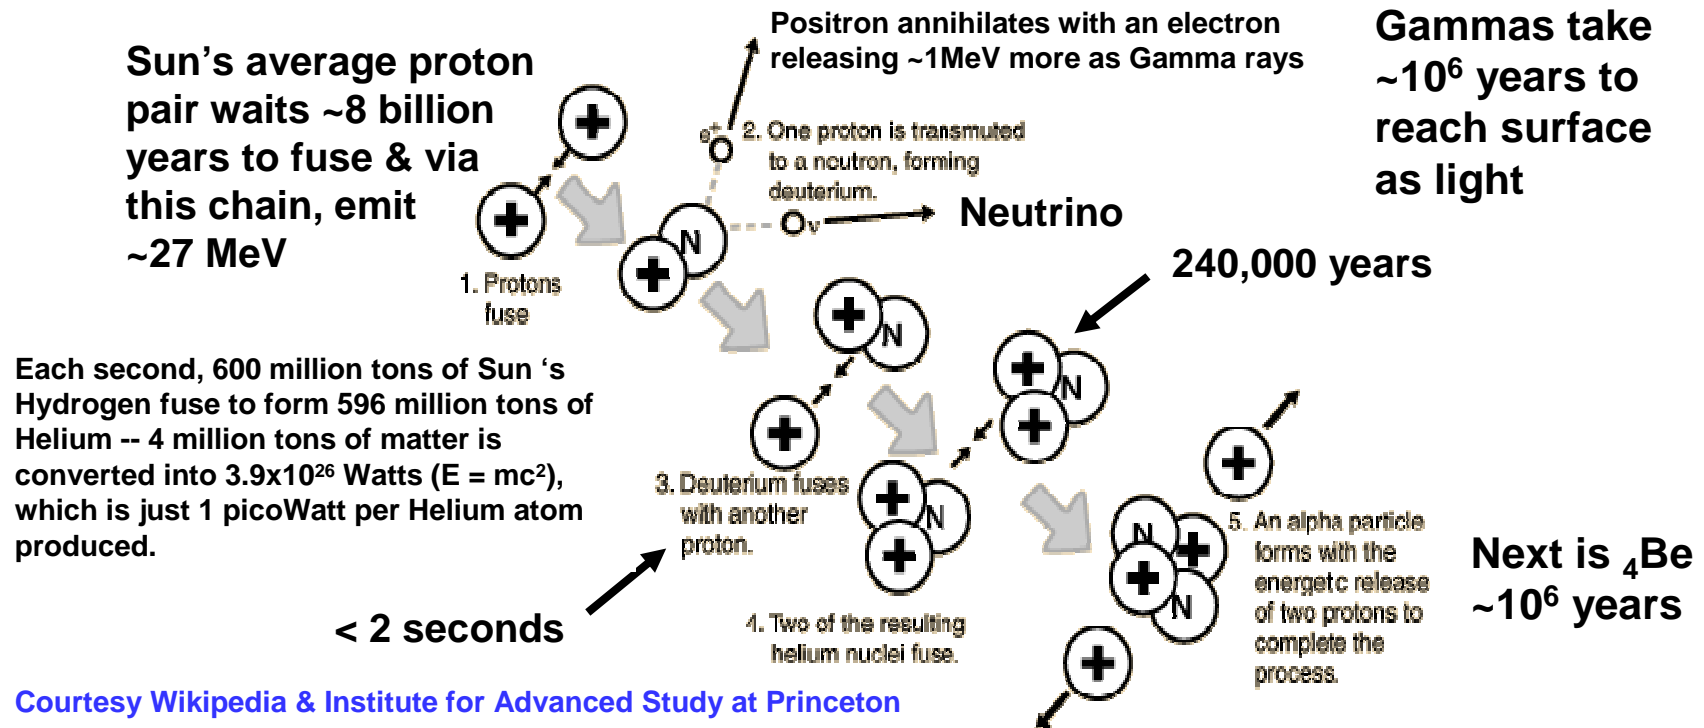 Sun's average proton
pair waits ~8 billion
years to fuse & via
this chain, emit
~27 MeV
Positron annihilates with an electron
releasing ~1MeV more as Gamma rays
Gammas take
~10⁶ years to
reach surface
as light
e+
2. One proton is transmuted
to a neutron, forming
deuterium.
ν
Neutrino
N
1. Protons
fuse
240,000 years
N
N
Each second, 600 million tons of Sun ‘s
Hydrogen fuse to form 596 million tons of
Helium -- 4 million tons of matter is
converted into 3.9x10²⁶ Watts (E = mc²),
which is just 1 picoWatt per Helium atom
produced.
3. Deuterium fuses
with another
proton.
N
< 2 seconds
4. Two of the resulting
helium nuclei fuse.
N
N
5. An alpha particle
forms with the
energetc release
of two protons to
complete the
process.
Next is ₄Be
~10⁶ years
Courtesy Wikipedia & Institute for Advanced Study at Princeton